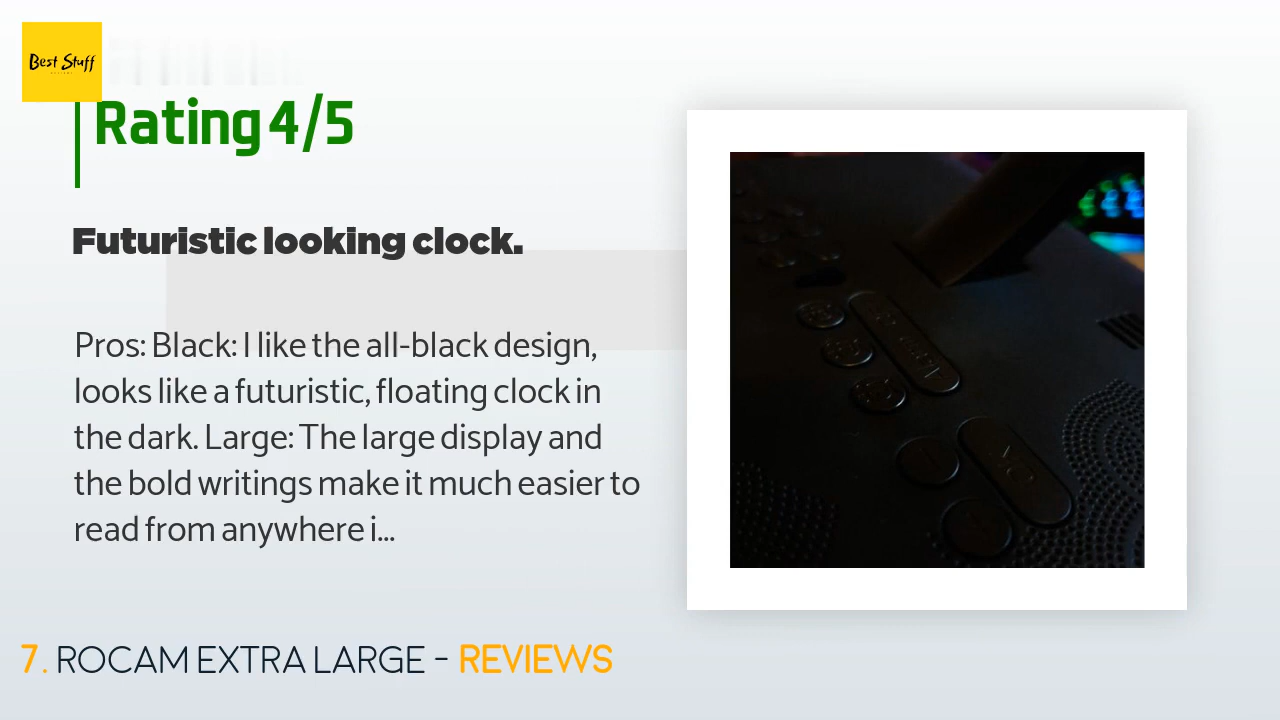 Best Stuff
Rating 4/5
Futuristic looking clock.
Pros: Black: I like the all-black design,
looks like a futuristic, floating clock in
the dark. Large: The large display and
the bold writings make it much easier to
read from anywhere i...
7. ROCAM EXTRA LARGE - REVIEWS